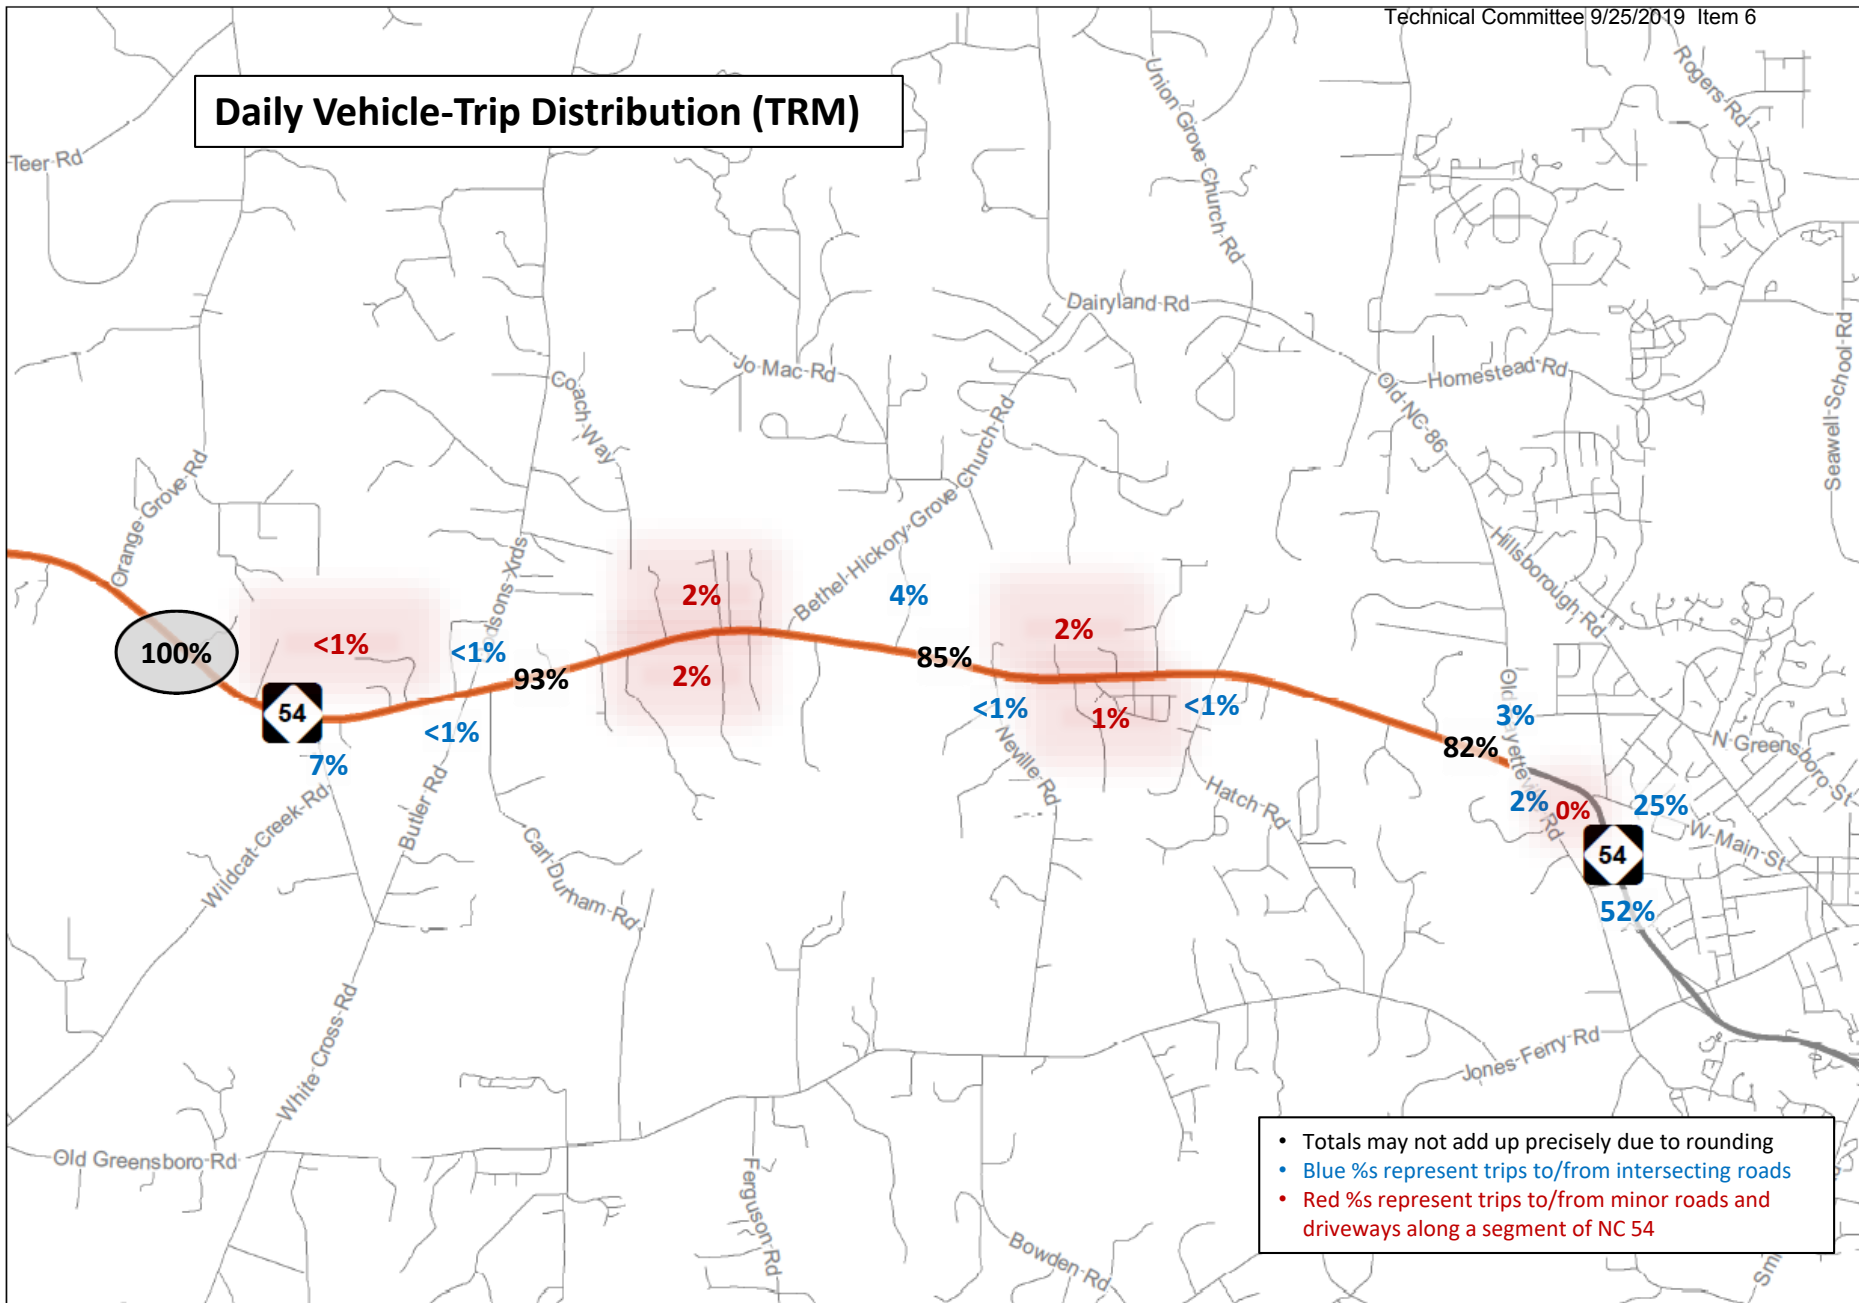 Technical Committee 9/25/2019 Item 6
Daily Vehicle-Trip Distribution (TRM)
Teer Rd
Union Grove Church Rd
Rogers Rd
Dairyland Rd
Jo Mac Rd
Coach Way
Homestead Rd
Old NC 86
Seawell School Rd
Orange Grove Rd
Bethel Hickory Grove Church Rd
Hillsborough Rd
dsons Xrds
100%
<1%
<1%
93%
2%
2%
4%
85%
2%
1%
<1%
<1%
54
7%
<1%
Wildcat Creek Rd
Butler Rd
Carl Durham Rd
Neville Rd
Hatch Rd
82%
3%
2%
0%
25%
54
52%
N Greensboro St
W Main St
White Cross Rd
Jones Ferry Rd
Old Greensboro Rd
Ferguson Rd
Bowden Rd
• Totals may not add up precisely due to rounding
• Blue %s represent trips to/from intersecting roads
• Red %s represent trips to/from minor roads and
driveways along a segment of NC 54